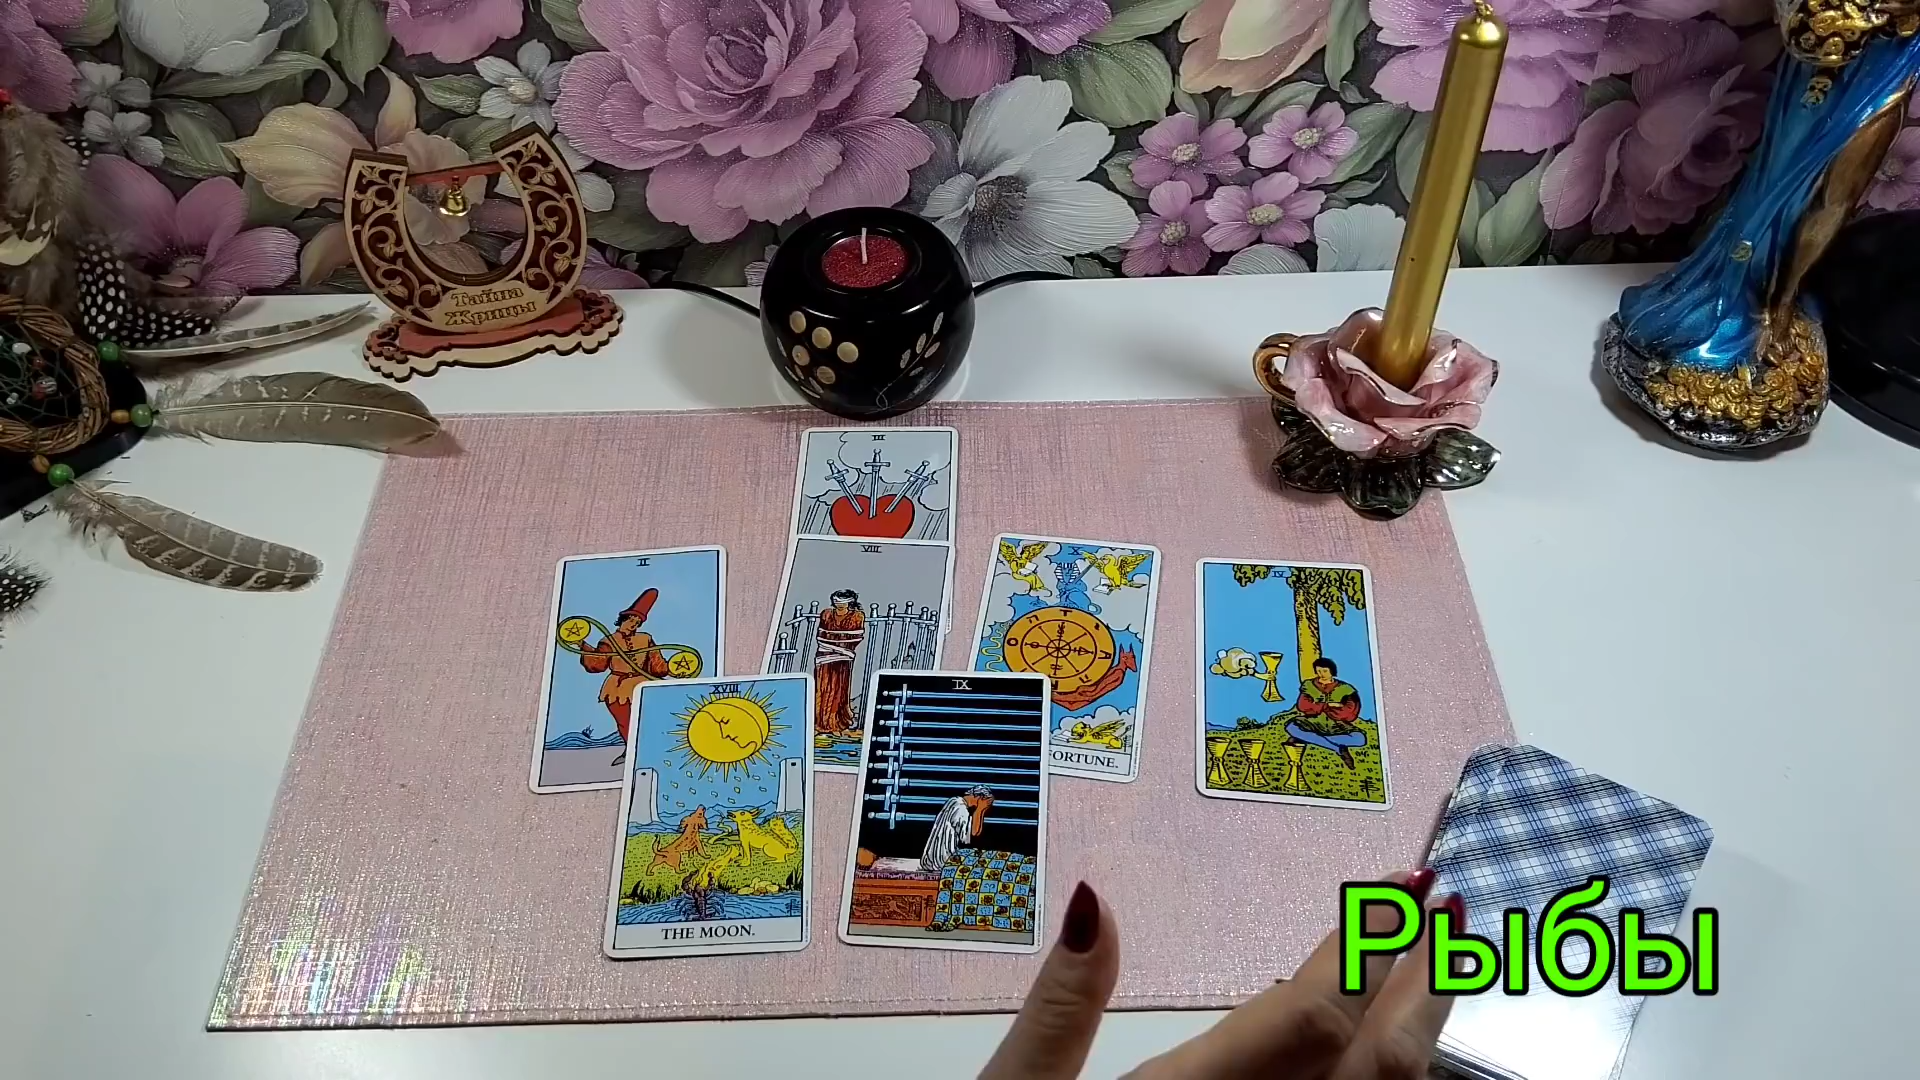 Тайна
Жрицы
III
II
VIII
X
IV
XVIII
IX
FORTUNE.
THE MOON.
Рыбы